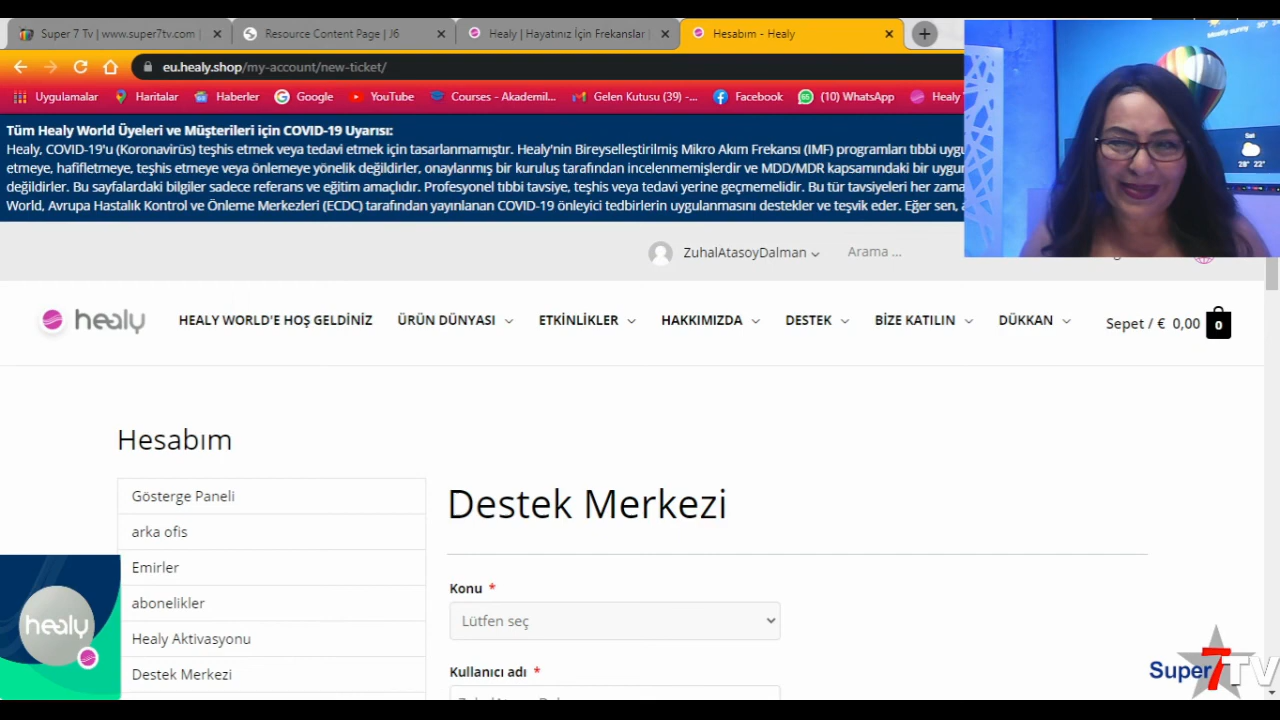 Super 7 Tv | www.super7tv.com |
Resource Content Page | J6
Healy | Hayatınız İçin Frekanslar |
Hesabım - Healy
eu.healy.shop/my-account/new-ticket/
Uygulamalar
Haritalar
Haberler
Google
YouTube
Courses - Akademil...
Gelen Kutusu (39) -...
Facebook
(10) WhatsApp
Healy
Tüm Healy World Üyeleri ve Müşterileri için COVID-19 Uyarısı:
Healy, COVID-19'u (Koronavirüs) teşhis etmek veya tedavi etmek için tasarlanmamıştır. Healy'nin Bireyselleştirilmiş Mikro Akım Frekansı (IMF) programları tıbbi uygu
etmeye, hafifletmeye, teşhis etmeye veya önlemeye yönelik değildirler, onaylanmış bir kuruluş tarafından incelenmemişlerdir ve MDD/MDR kapsamındaki bir uygun
değildirler. Bu sayfalardaki bilgiler sadece referans ve eğitim amaçlıdır. Profesyonel tıbbi tavsiye, teşhis veya tedavi yerine geçmemelidir. Bu tür tavsiyeleri her zama
World, Avrupa Hastalık Kontrol ve Önleme Merkezleri (ECDC) tarafından yayınlanan COVID-19 önleyici tedbirlerin uygulanmasını destekler ve teşvik eder. Eğer sen, a
Mostly sunny
Sat
28° 22°
ZuhalAtasoyDalman
Arama ...
healy
HEALY WORLD'E HOŞ GELDİNİZ
ÜRÜN DÜNYASI
ETKİNLİKLER
HAKKIMIZDA
DESTEK
BİZE KATILIN
DÜKKAN
Sepet / € 0,00
0
Hesabım
Gösterge Paneli
arka ofis
Emirler
abonelikler
Healy Aktivasyonu
Destek Merkezi
Destek Merkezi
Konu *
Lütfen seç
Kullanıcı adı *
healy
Super 7 TV